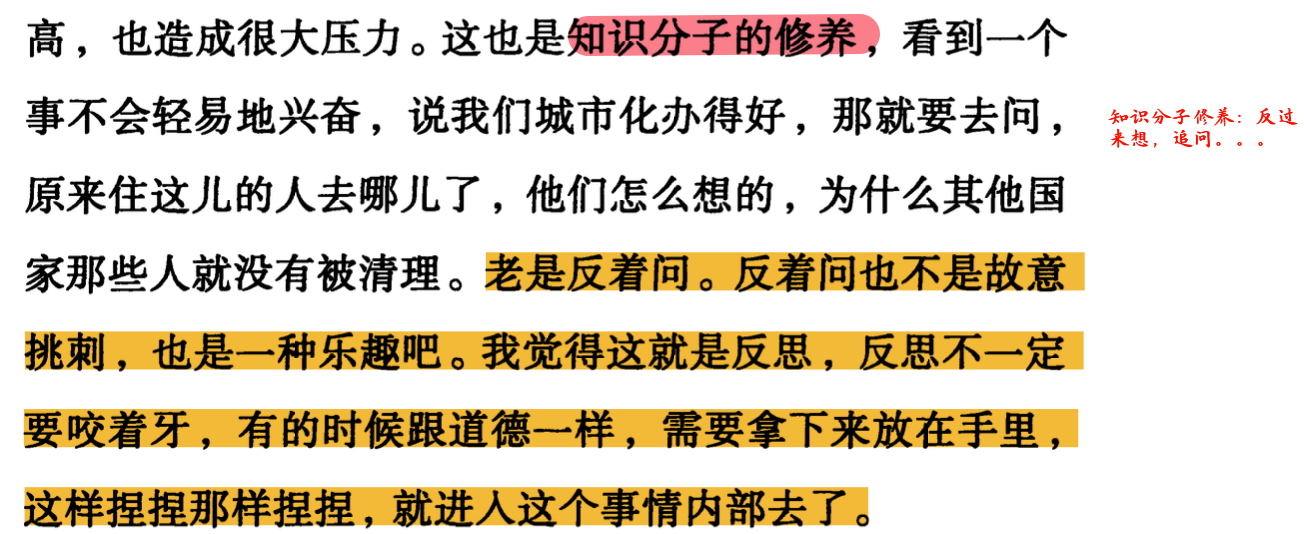 高，也造成很大压力。这也是知识分子的修养，看到一个
事不会轻易地兴奋，说我们城市化办得好，那就要去问，
原来住这儿的人去哪儿了，他们怎么想的，为什么其他国
家那些人就没有被清理。老是反着问。反着问也不是故意
挑刺，也是一种乐趣吧。我觉得这就是反思，反思不一定
要咬着牙，有的时候跟道德一样，需要拿下来放在手里，
这样捏捏那样捏捏，就进入这个事情内部去了。
知识分子修养：反过
来想，追问。。。